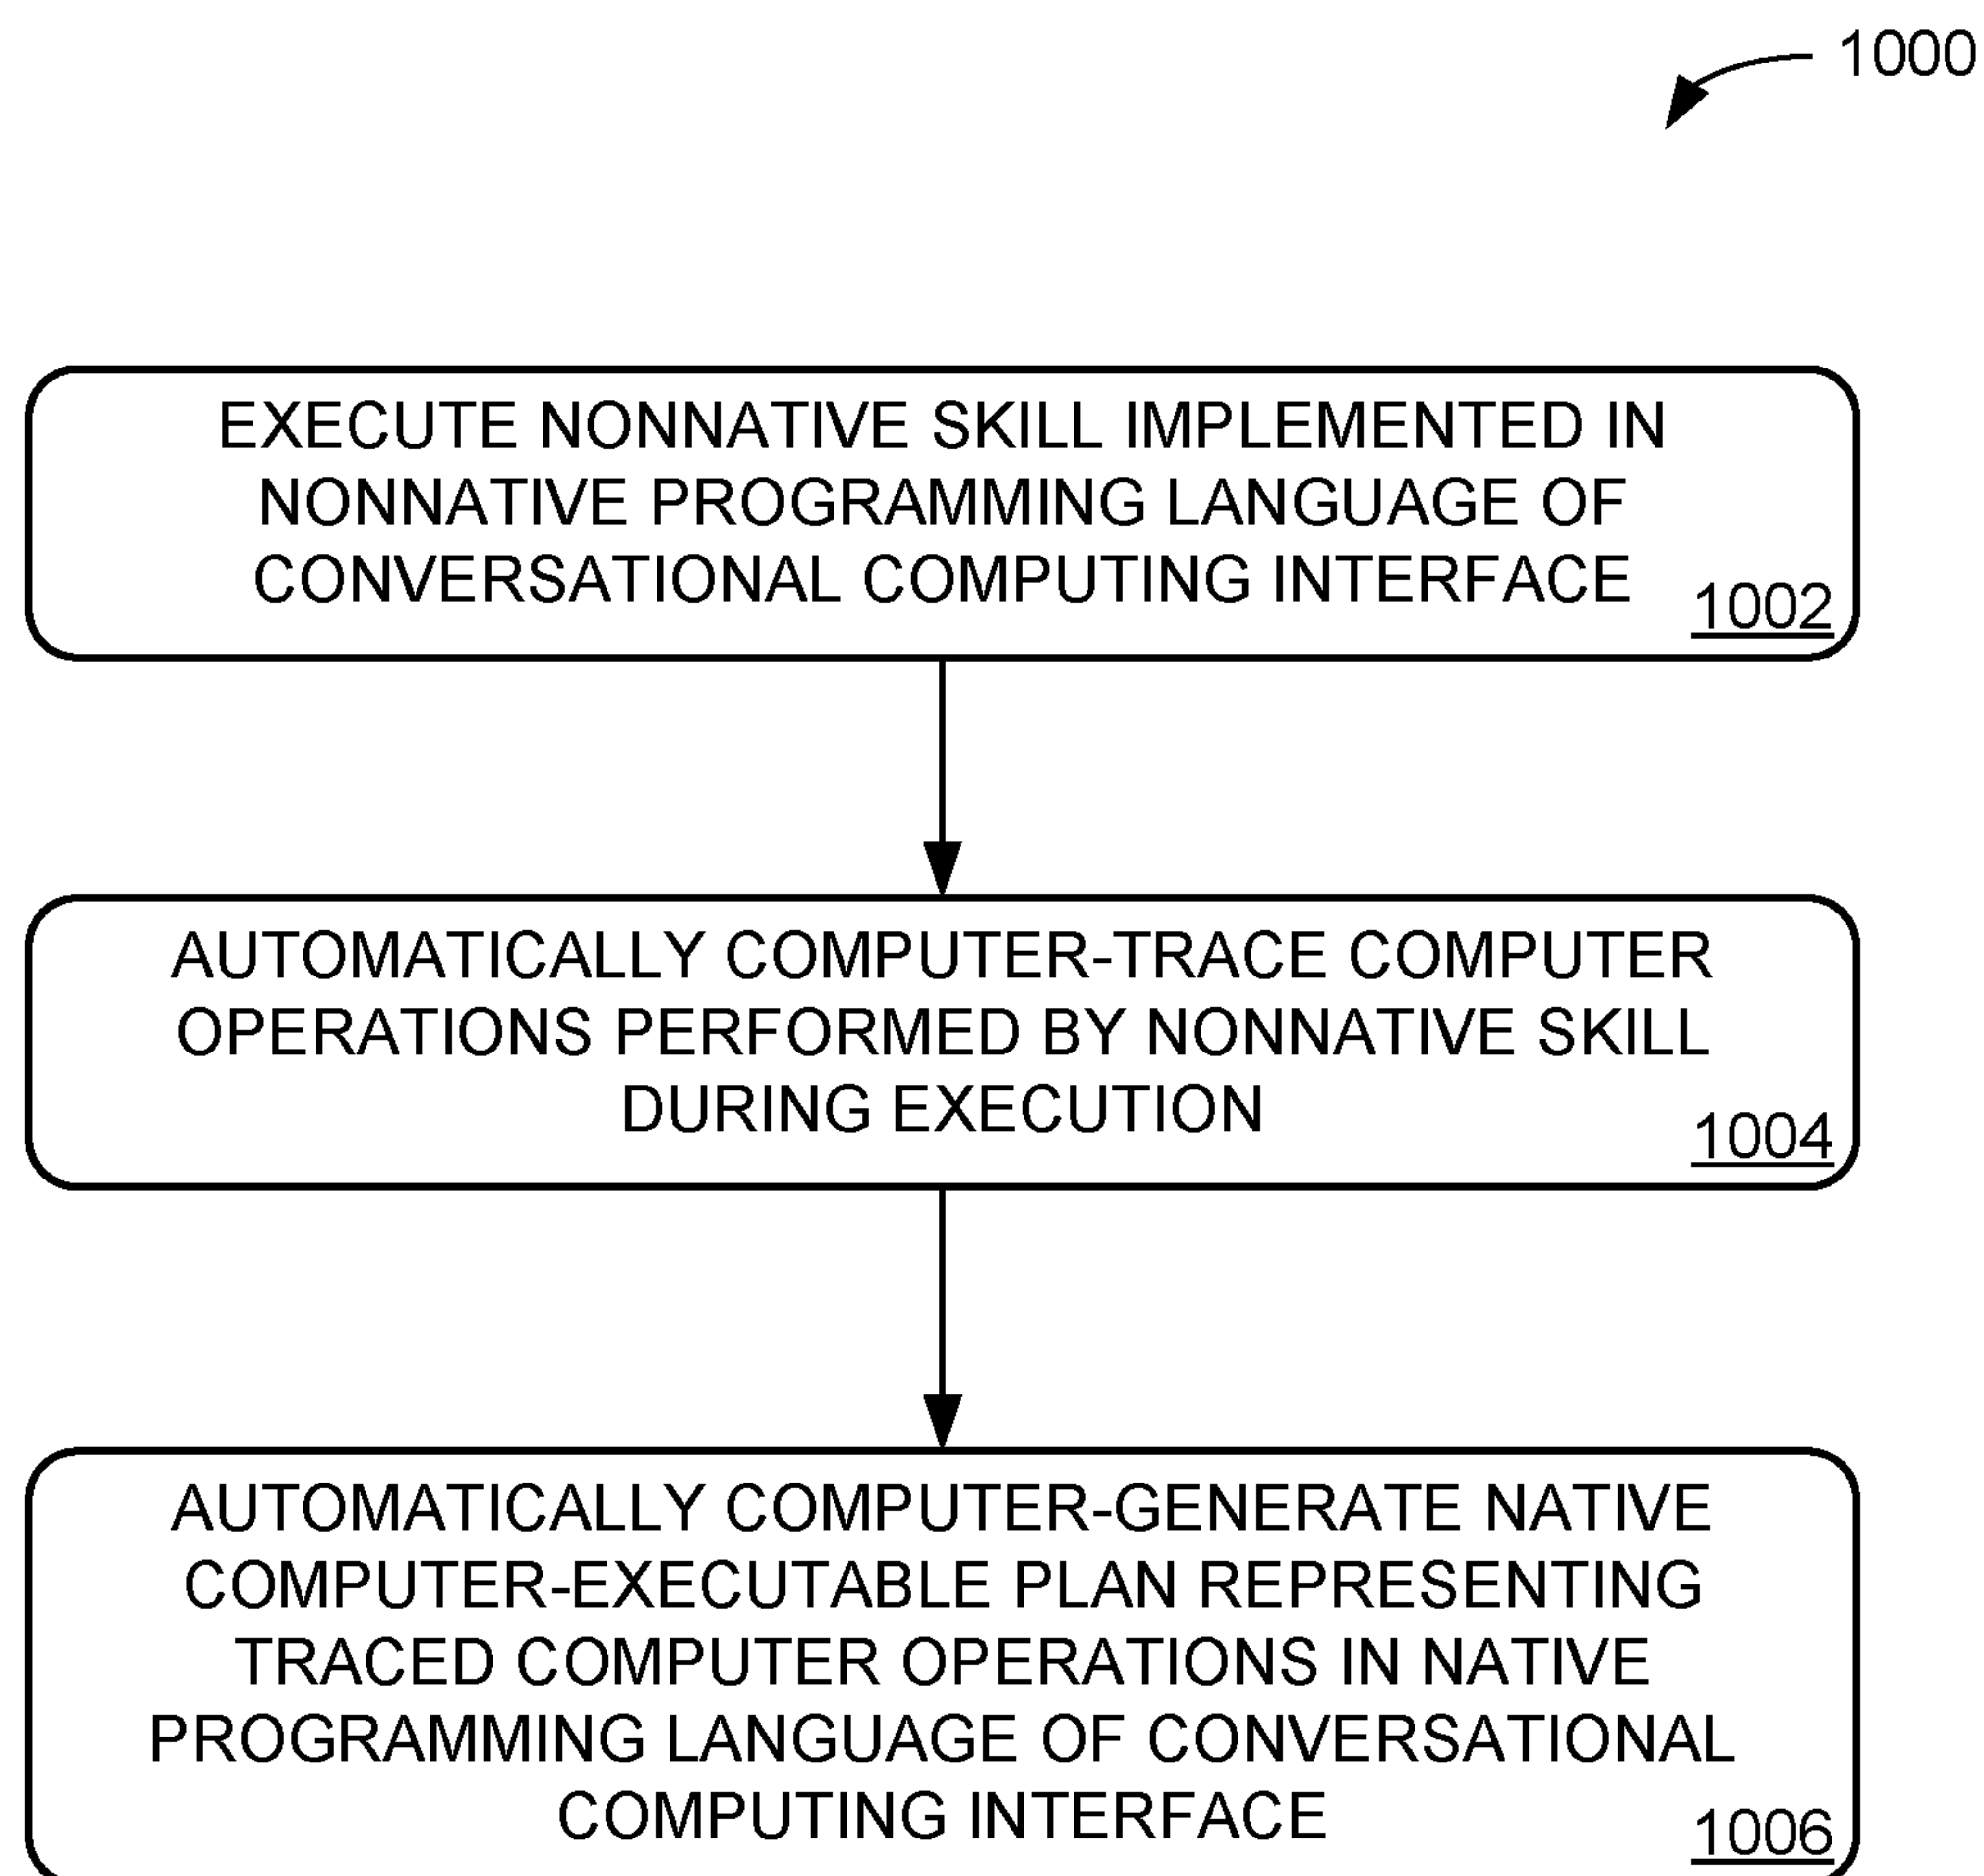 1000
EXECUTE NONNATIVE SKILL IMPLEMENTED IN
NONNATIVE PROGRAMMING LANGUAGE OF
CONVERSATIONAL COMPUTING INTERFACE
1002
AUTOMATICALLY COMPUTER-TRACE COMPUTER
OPERATIONS PERFORMED BY NONNATIVE SKILL
DURING EXECUTION
1004
AUTOMATICALLY COMPUTER-GENERATE NATIVE
COMPUTER-EXECUTABLE PLAN REPRESENTING
TRACED COMPUTER OPERATIONS IN NATIVE
PROGRAMMING LANGUAGE OF CONVERSATIONAL
COMPUTING INTERFACE
1006